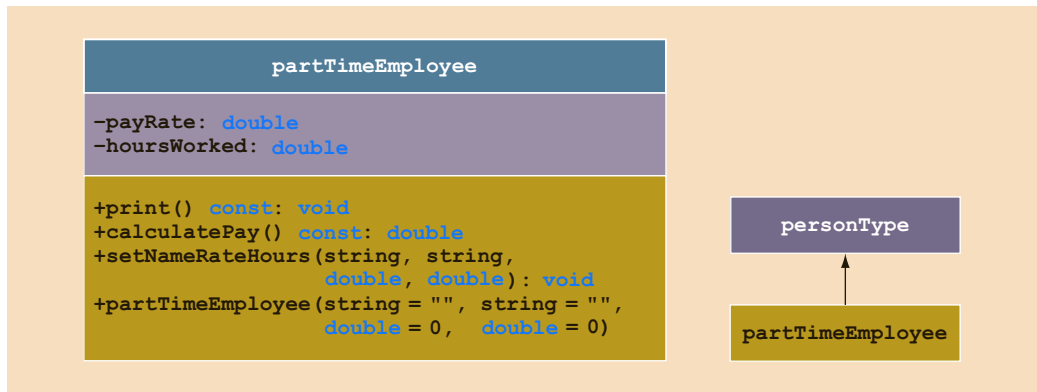 partTimeEmployee
-payRate: double
-hoursWorked: double
+print() const: void
+calculatePay() const: double
+setNameRateHours(string, string,
double, double): void
+partTimeEmployee(string = "", string = "",
double = 0, double = 0)
personType
partTimeEmployee